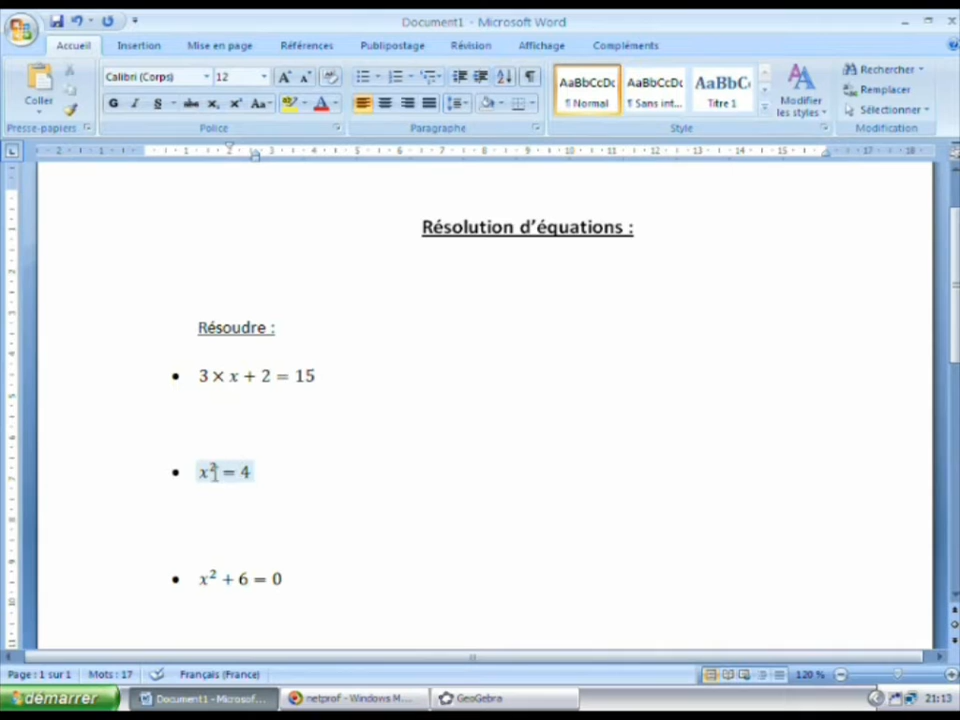 Document1 - Microsoft Word
Accueil Insertion Mise en page Références Publipostage Révision Affichage Compléments
Coller
Calibri (Corps) 12
AaBbCcDc AaBbCcDc AaBbC
¶ Normal ¶ Sans int... Titre 1
Modifier les styles
Rechercher
Remplacer
Sélectionner
Presse-papiers Police Paragraphe Style Modification
Résolution d'équations :
Résoudre :
• 3 × x + 2 = 15
• x² = 4
• x² + 6 = 0
Page : 1 sur 1 Mots : 17 Français (France) 120 %
démarrer Document1 - Microsof... netprof - Windows M... GeoGebra 21:13